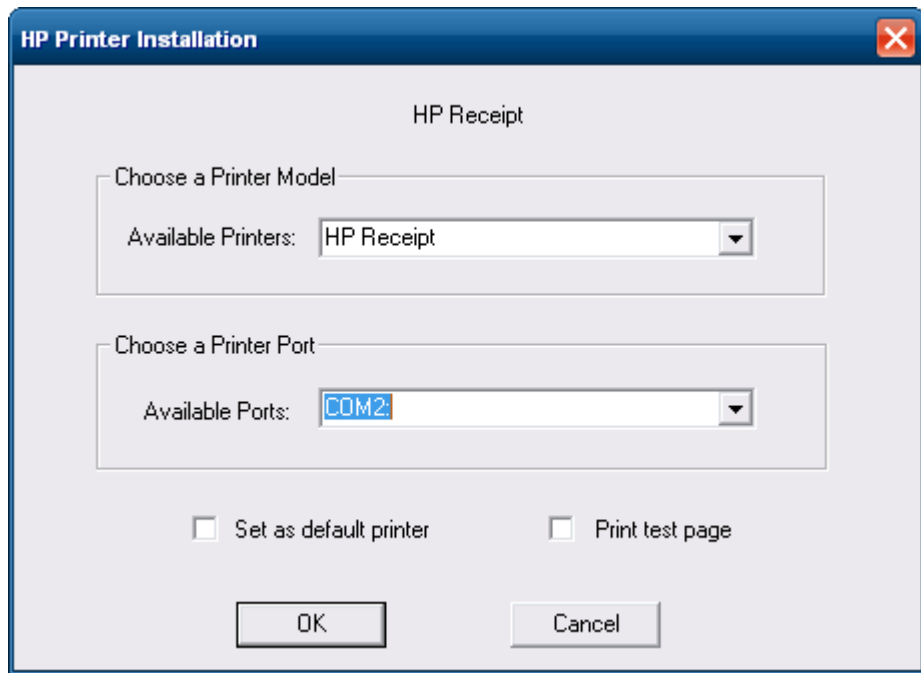 HP Printer Installation
HP Receipt
Choose a Printer Model
Available Printers: HP Receipt
Choose a Printer Port
Available Ports: COM2:
Set as default printer Print test page
OK Cancel